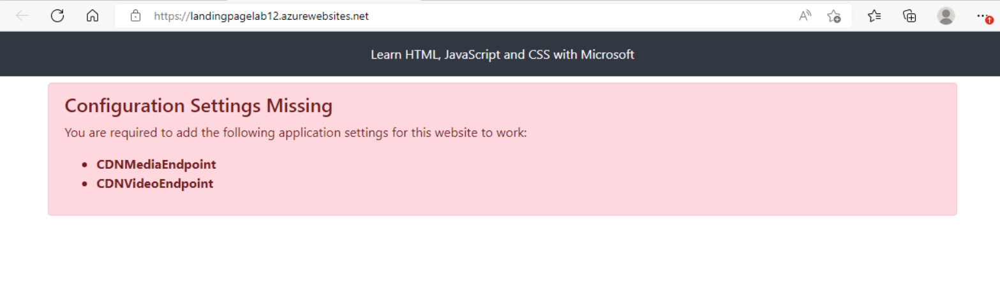 https://landingpagelab12.azurewebsites.net
Learn HTML, JavaScript and CSS with Microsoft
Configuration Settings Missing
You are required to add the following application settings for this website to work:
CDNMediaEndpoint
CDNVideoEndpoint